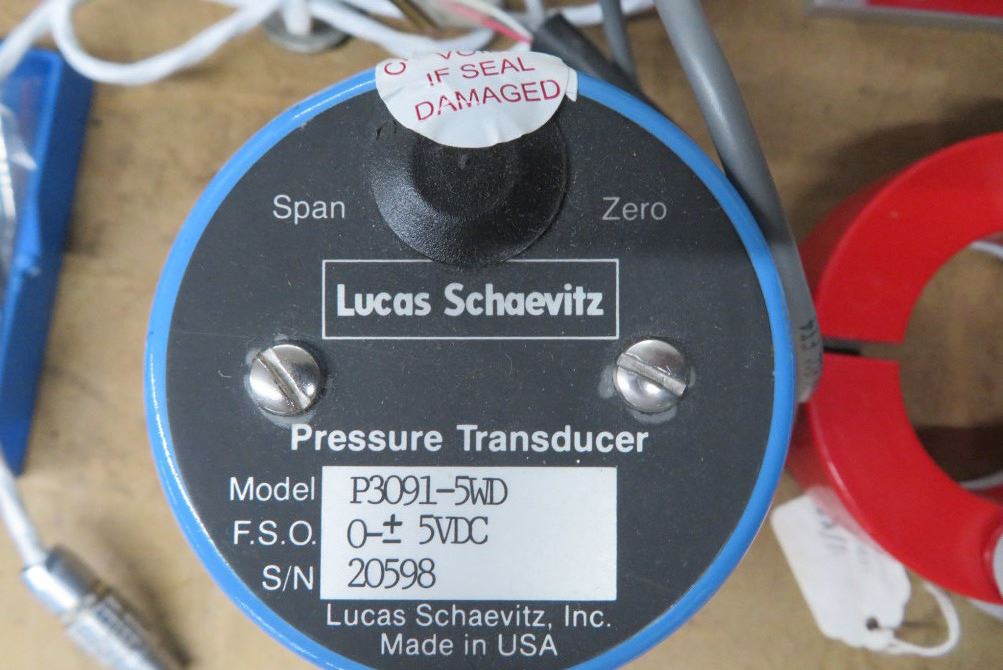 IF SEAL
DAMAGED
Span Zero
Lucas Schaevitz
Pressure Transducer
Model P3091-5WD
F.S.O. 0-± 5VDC
S/N 20598
Lucas Schaevitz, Inc.
Made in USA